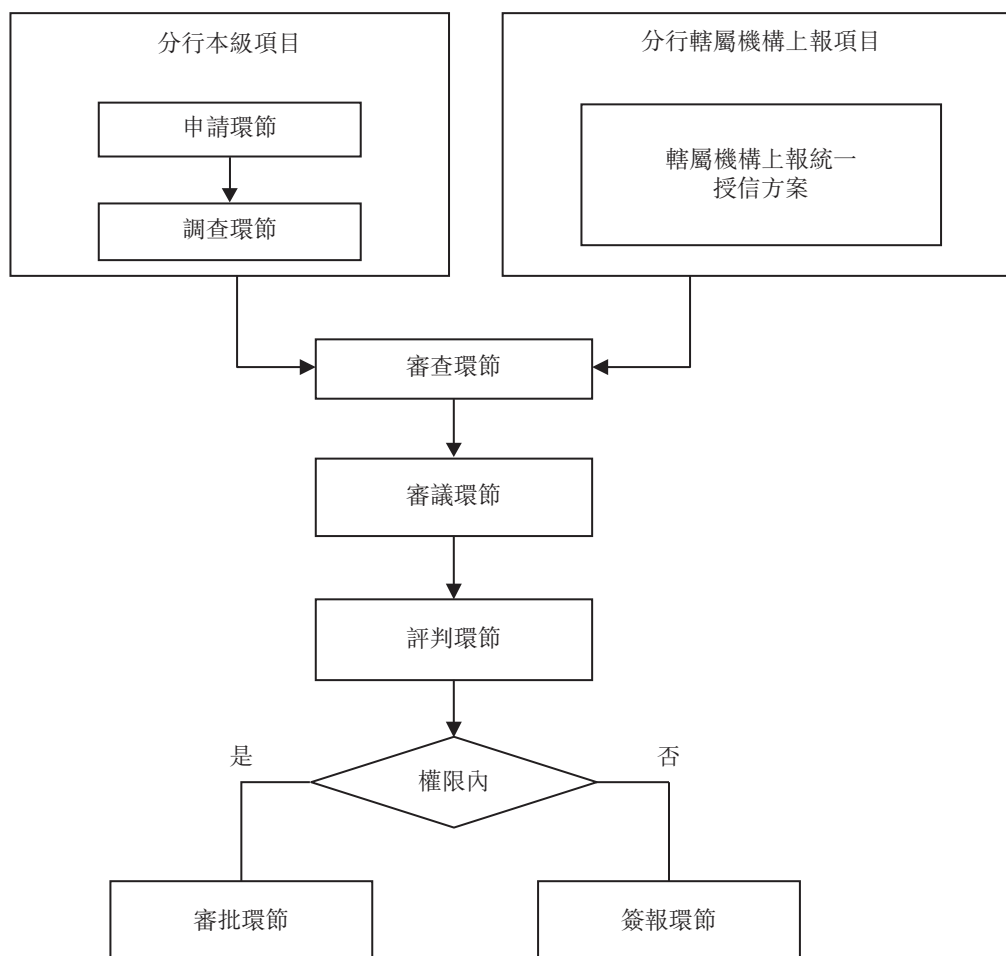 分行本級項目
申請環節
調查環節
分行轄屬機構上報項目
轄屬機構上報統一
授信方案
審查環節
審議環節
評判環節
是
權限內
否
審批環節
簽報環節